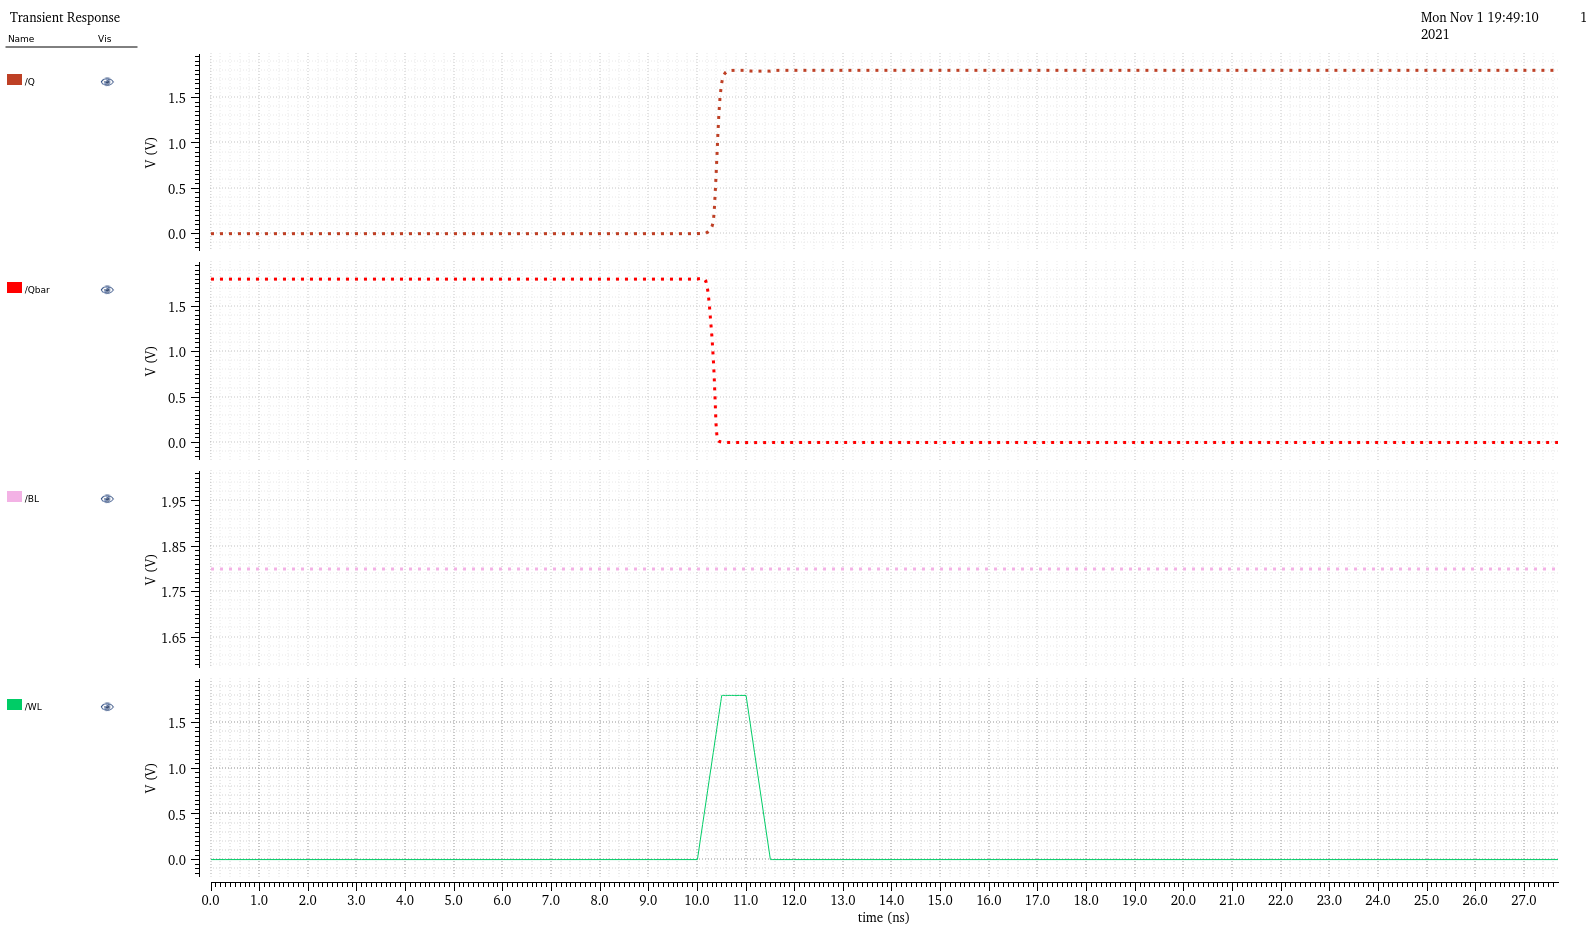 Transient Response
Mon Nov 1 19:49:10 1
2021
Name Vis
/Q
1.5
1.0
0.5
0.0
V (V)
/Qbar
1.5
1.0
0.5
0.0
V (V)
/BL
1.95
1.85
1.75
1.65
V (V)
/WL
1.5
1.0
0.5
0.0
V (V)
0.0 1.0 2.0 3.0 4.0 5.0 6.0 7.0 8.0 9.0 10.0 11.0 12.0 13.0 14.0 15.0 16.0 17.0 18.0 19.0 20.0 21.0 22.0 23.0 24.0 25.0 26.0 27.0
time (ns)